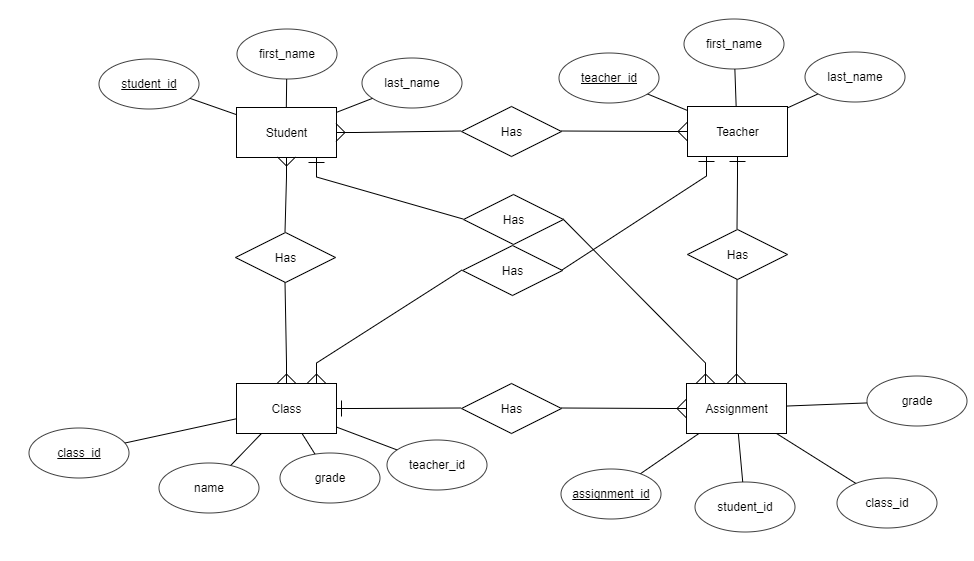 first_name
first_name
student_id
last_name
teacher_id
last_name
Student
Has
Teacher
Has
Has
Has
Has
Class
Has
Assignment
grade
class_id
name
grade
teacher_id
assignment_id
student_id
class_id